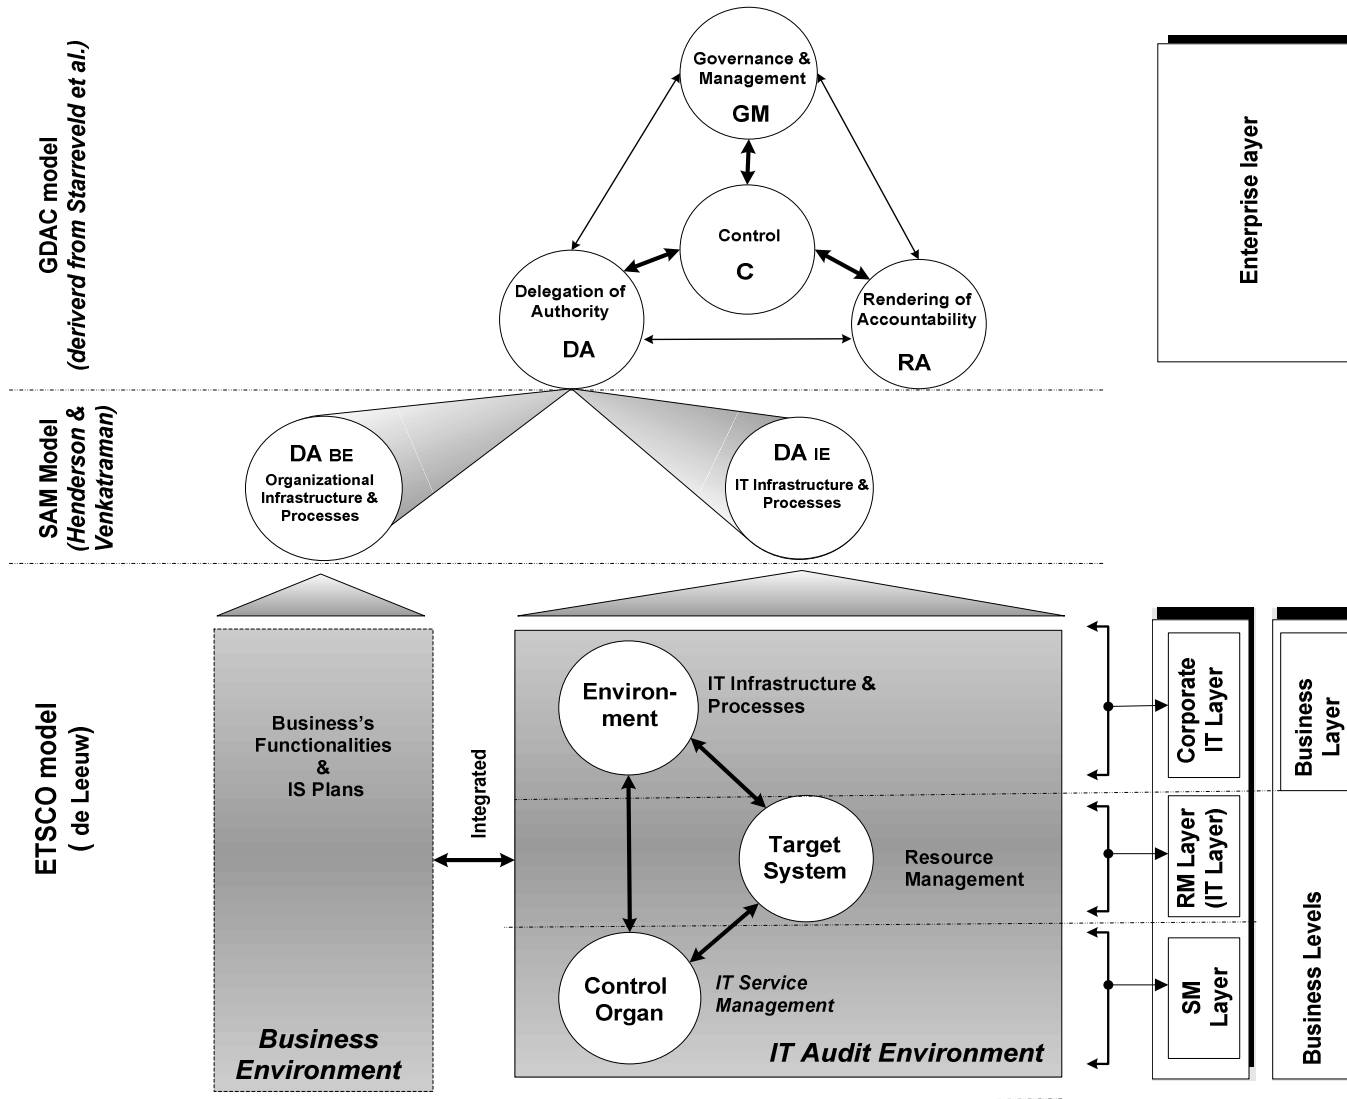 GDAC model
(deriverd from Starreveld et al.)
Governance &
Management
GM
Control
C
Delegation of
Authority
DA
Rendering of
Accountability
RA
Enterprise layer
SAM Model
(Henderson &
Venkatraman)
DA BE
Organizational
Infrastructure &
Processes
DA IE
IT Infrastructure &
Processes
ETSCO model
( de Leeuw)
Business's
Functionalities
&
IS Plans
Business
Environment
Integrated
Environ-
ment
IT Infrastructure &
Processes
Target
System
Resource
Management
Control
Organ
IT Service
Management
IT Audit Environment
Corporate
IT Layer
RM Layer
(IT Layer)
SM
Layer
Business
Layer
Business Levels